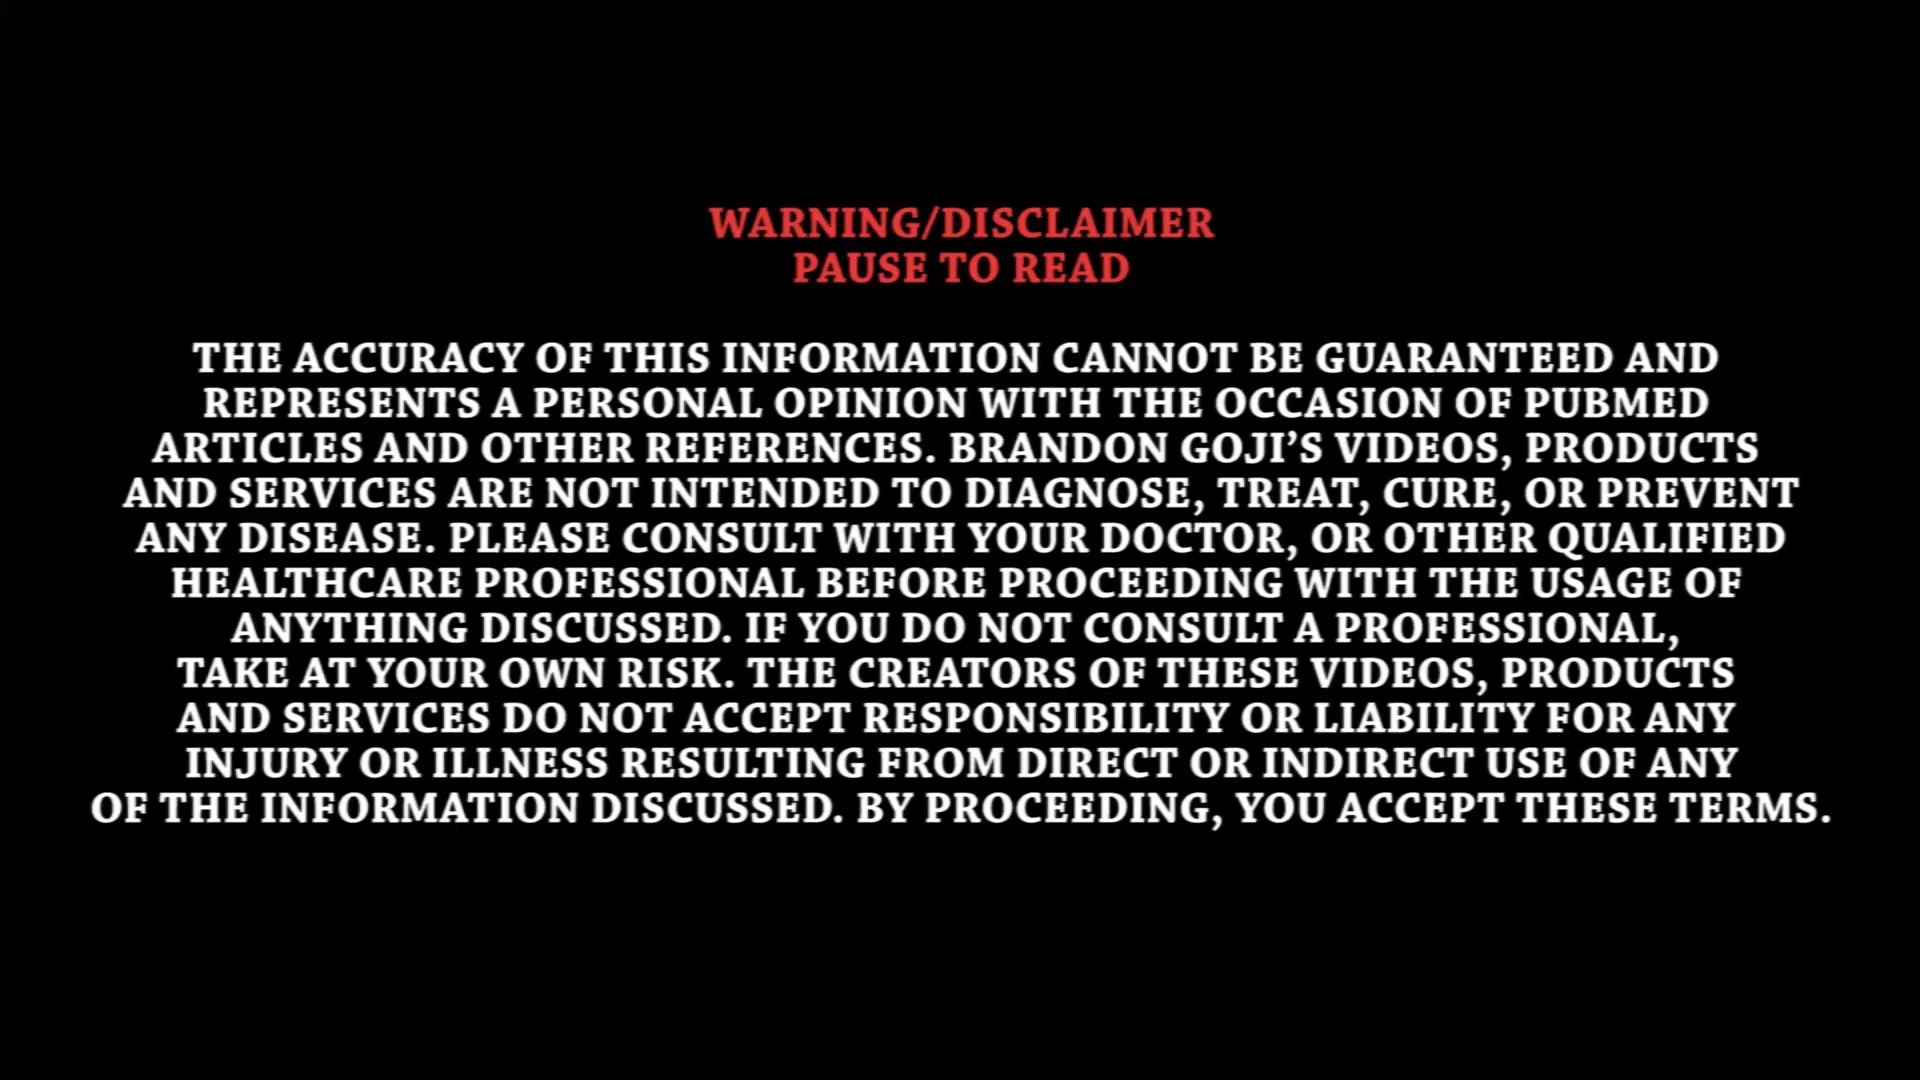 WARNING/DISCLAIMER
PAUSE TO READ
THE ACCURACY OF THIS INFORMATION CANNOT BE GUARANTEED AND
REPRESENTS A PERSONAL OPINION WITH THE OCCASION OF PUBMED
ARTICLES AND OTHER REFERENCES. BRANDON GOJI’S VIDEOS, PRODUCTS
AND SERVICES ARE NOT INTENDED TO DIAGNOSE, TREAT, CURE, OR PREVENT
ANY DISEASE. PLEASE CONSULT WITH YOUR DOCTOR, OR OTHER QUALIFIED
HEALTHCARE PROFESSIONAL BEFORE PROCEEDING WITH THE USAGE OF
ANYTHING DISCUSSED. IF YOU DO NOT CONSULT A PROFESSIONAL,
TAKE AT YOUR OWN RISK. THE CREATORS OF THESE VIDEOS, PRODUCTS
AND SERVICES DO NOT ACCEPT RESPONSIBILITY OR LIABILITY FOR ANY
INJURY OR ILLNESS RESULTING FROM DIRECT OR INDIRECT USE OF ANY
OF THE INFORMATION DISCUSSED. BY PROCEEDING, YOU ACCEPT THESE TERMS.